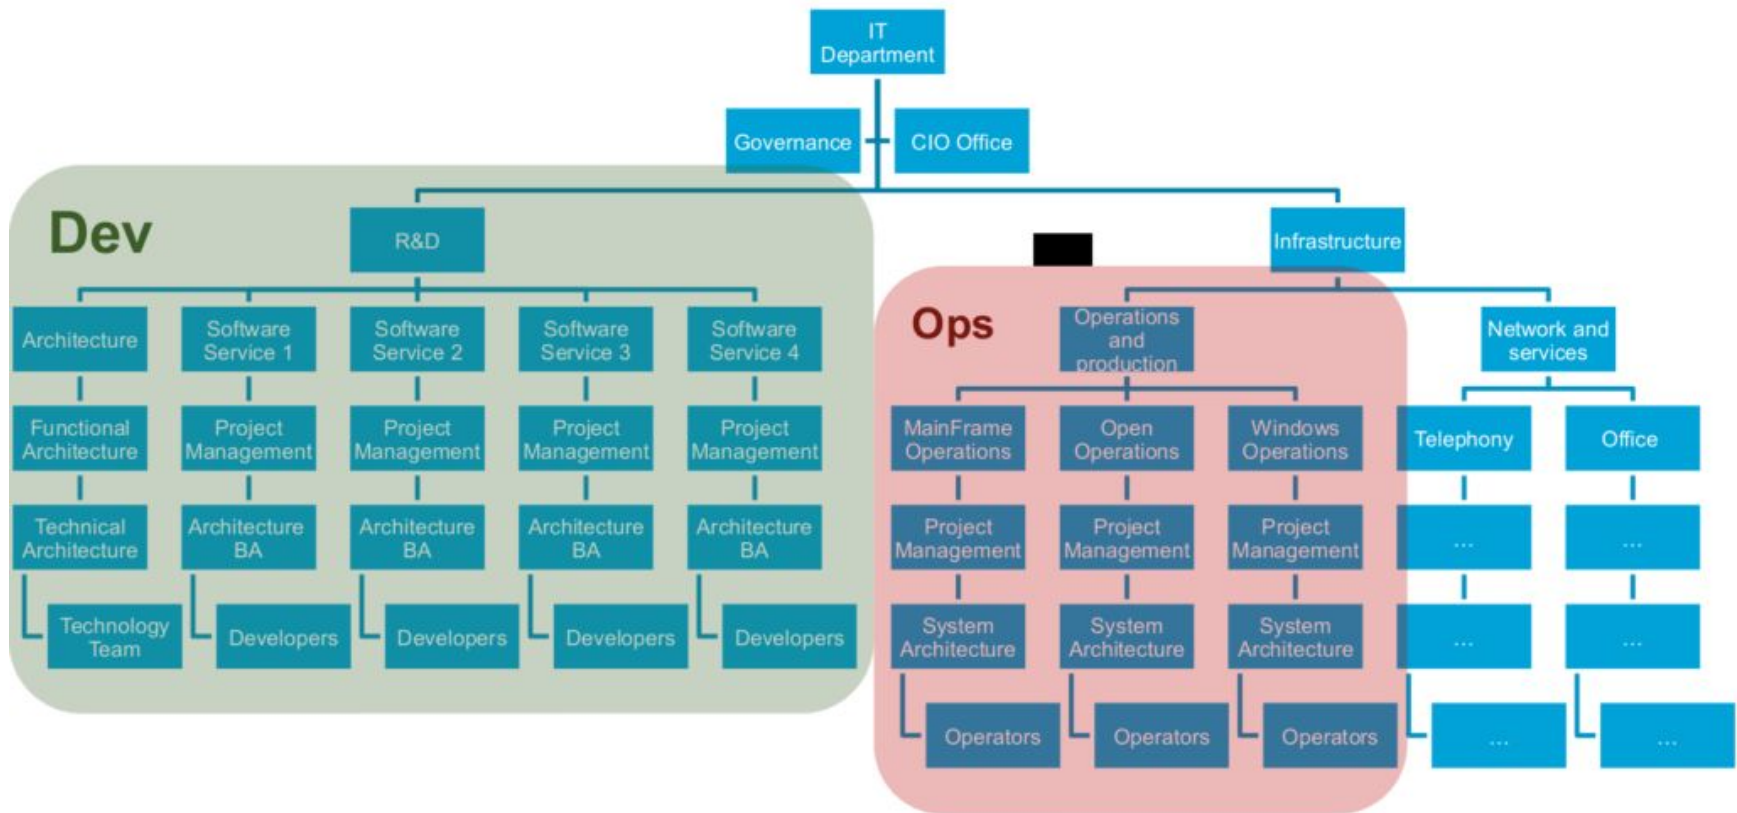 IT
Department
Governance
CIO Office
Dev
R&D
Infrastructure
Ops
Architecture
Software
Service 1
Software
Service 2
Software
Service 3
Software
Service 4
Operations
and
production
Network and
services
Functional
Architecture
Project
Management
Project
Management
Project
Management
Project
Management
MainFrame
Operations
Open
Operations
Windows
Operations
Telephony
Office
Technical
Architecture
Architecture
BA
Architecture
BA
Architecture
BA
Architecture
BA
Project
Management
Project
Management
Project
Management
...
...
Technology
Team
Developers
Developers
Developers
Developers
System
Architecture
System
Architecture
System
Architecture
...
...
Operators
Operators
Operators
...
...